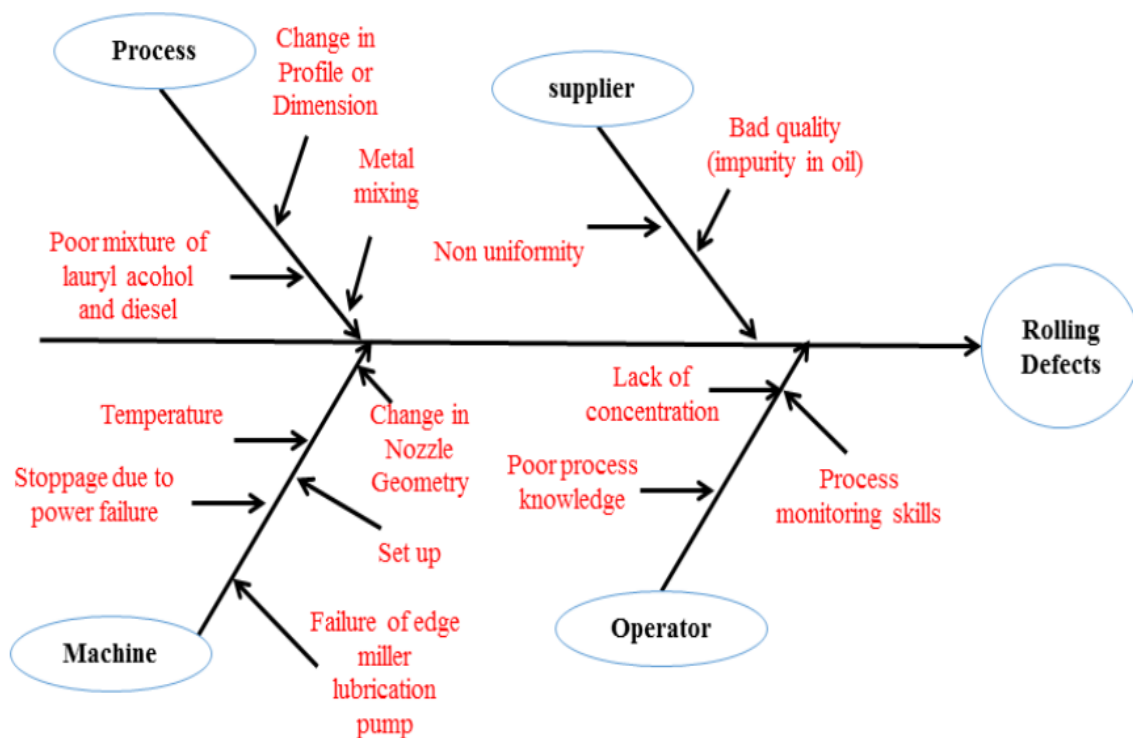 Process
Change in
Profile or
Dimension
Metal
mixing
Poor mixture of
lauryl acohol
and diesel
supplier
Bad quality
(impurity in oil)
Non uniformity
Rolling
Defects
Temperature
Stoppage due to
power failure
Change in
Nozzle
Geometry
Set up
Failure of edge
miller
lubrication
pump
Machine
Lack of
concentration
Poor process
knowledge
Process
monitoring skills
Operator